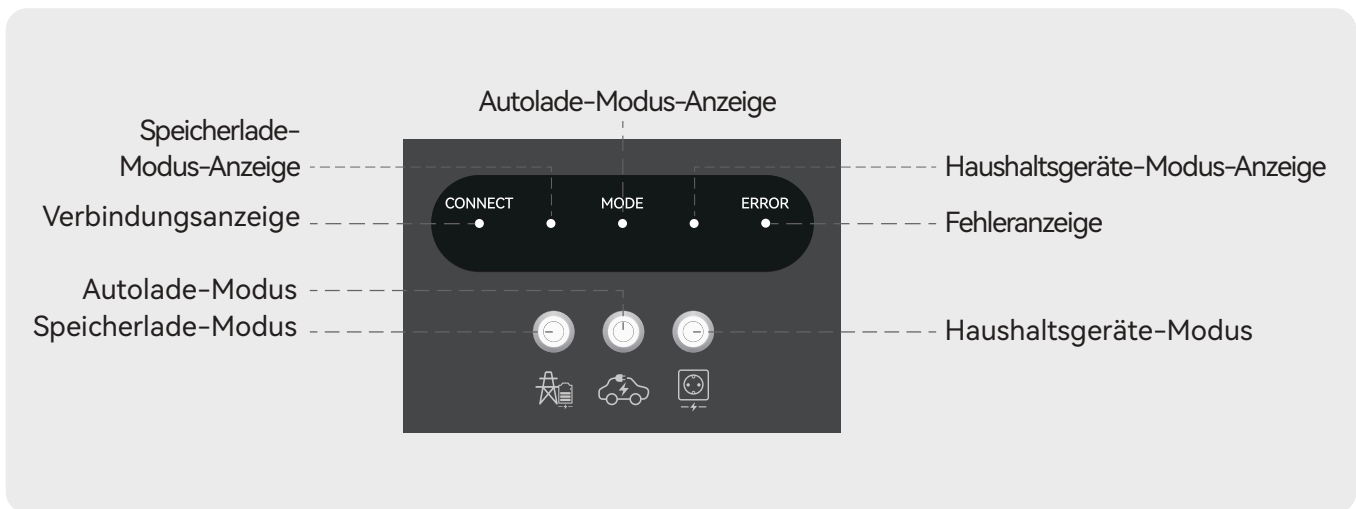 Autolade-Modus-Anzeige
Speicherlade-
Modus-Anzeige
Haushaltsgeräte-Modus-Anzeige
CONNECT
MODE
ERROR
Verbindungsanzeige
Fehleranzeige
Autolade-Modus
Speicherlade-Modus
Haushaltsgeräte-Modus